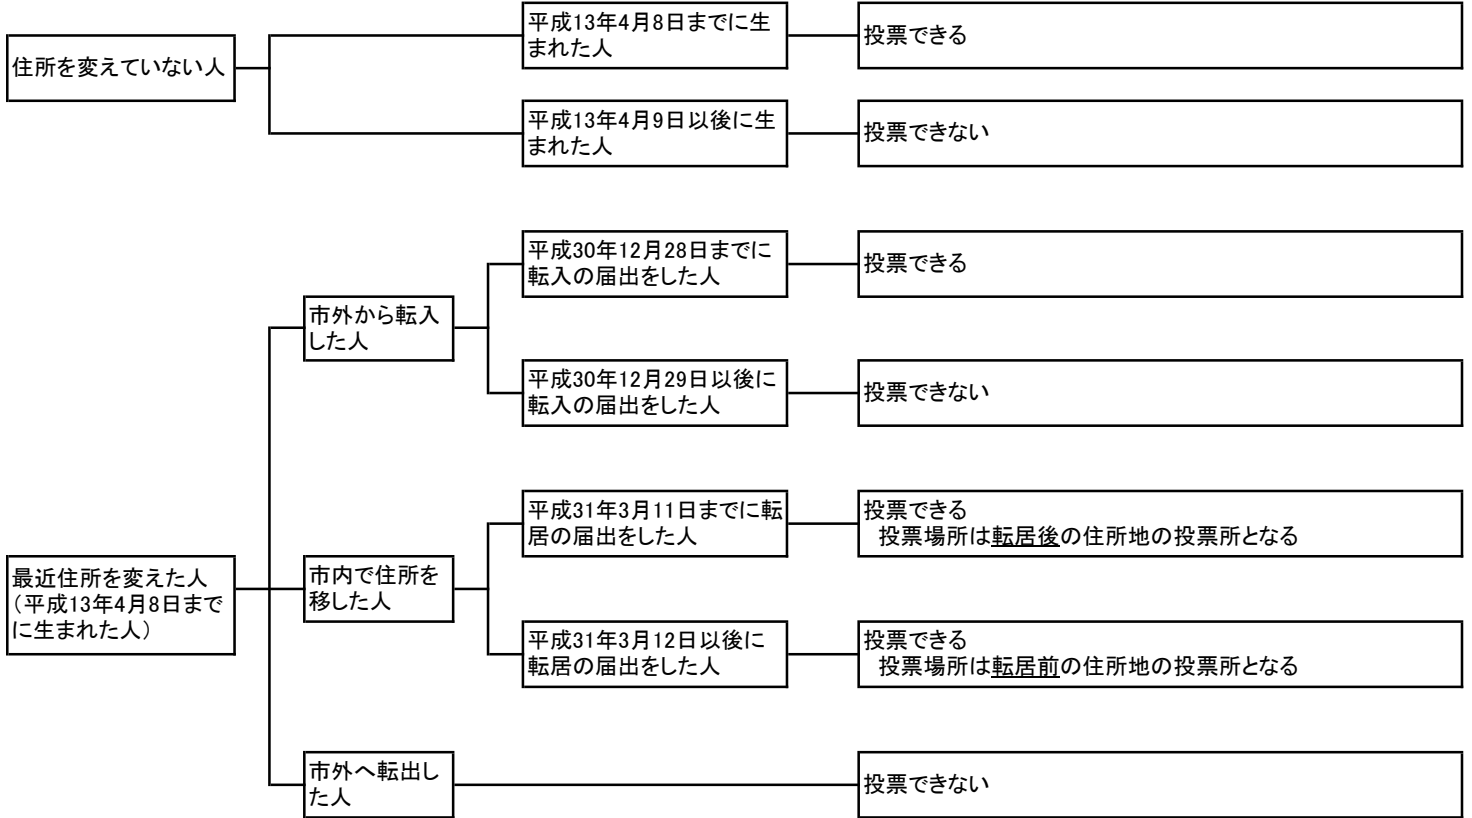 住所を変えていない人
平成13年4月8日までに生
まれた人
投票できる
平成13年4月9日以後に生
まれた人
投票できない
最近住所を変えた人
（平成13年4月8日まで
に生まれた人）
市外から転入
した人
平成30年12月28日までに
転入の届出をした人
投票できる
平成30年12月29日以後に
転入の届出をした人
投票できない
市内で住所を
移した人
平成31年3月11日までに転
居の届出をした人
投票できる
投票場所は転居後の住所地の投票所となる
平成31年3月12日以後に
転居の届出をした人
投票できる
投票場所は転居前の住所地の投票所となる
市外へ転出し
た人
投票できない